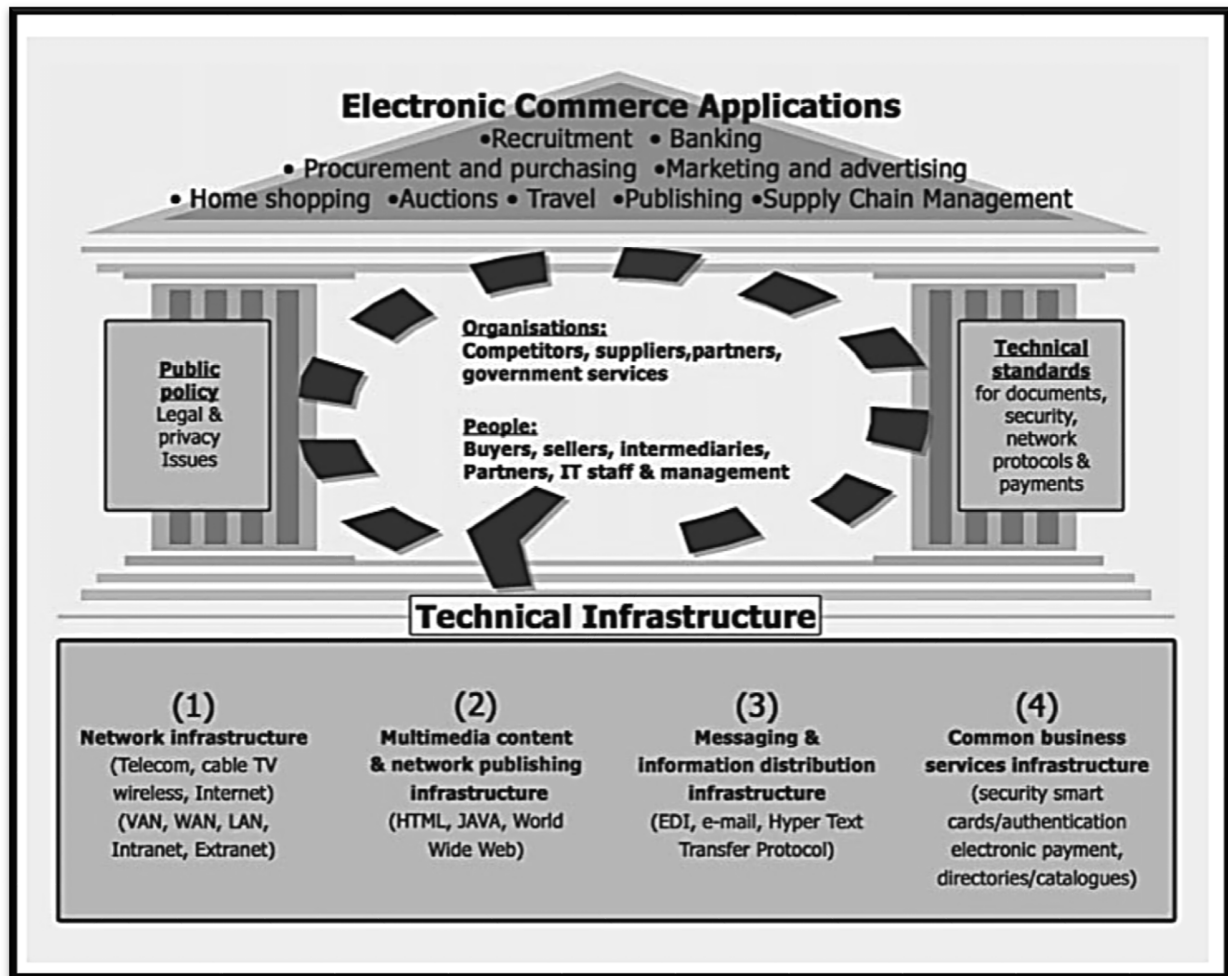 Electronic Commerce Applications
•Recruitment • Banking
• Procurement and purchasing •Marketing and advertising
• Home shopping •Auctions • Travel •Publishing •Supply Chain Management
Public
policy
Legal &
privacy
Issues
Organisations:
Competitors, suppliers,partners,
government services
People:
Buyers, sellers, intermediaries,
Partners, IT staff & management
Technical
standards
for documents,
security,
network
protocols &
payments
Technical Infrastructure
(1)
Network infrastructure
(Telecom, cable TV
wireless, Internet)
(VAN, WAN, LAN,
Intranet, Extranet)
(2)
Multimedia content
& network publishing
infrastructure
(HTML, JAVA, World
Wide Web)
(3)
Messaging &
information distribution
infrastructure
(EDI, e-mail, Hyper Text
Transfer Protocol)
(4)
Common business
services infrastructure
(security smart
cards/authentication
electronic payment,
directories/catalogues)